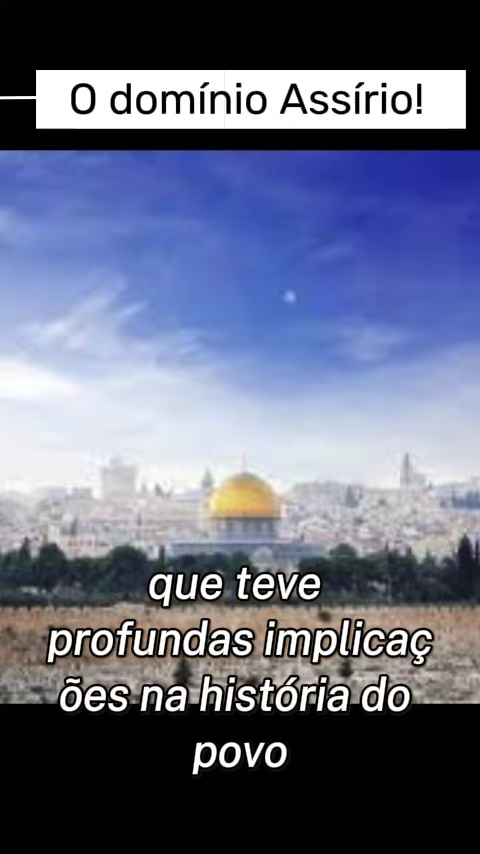 O domínio Assírio!
que teve
profundas implicaç
ões na história do
povo